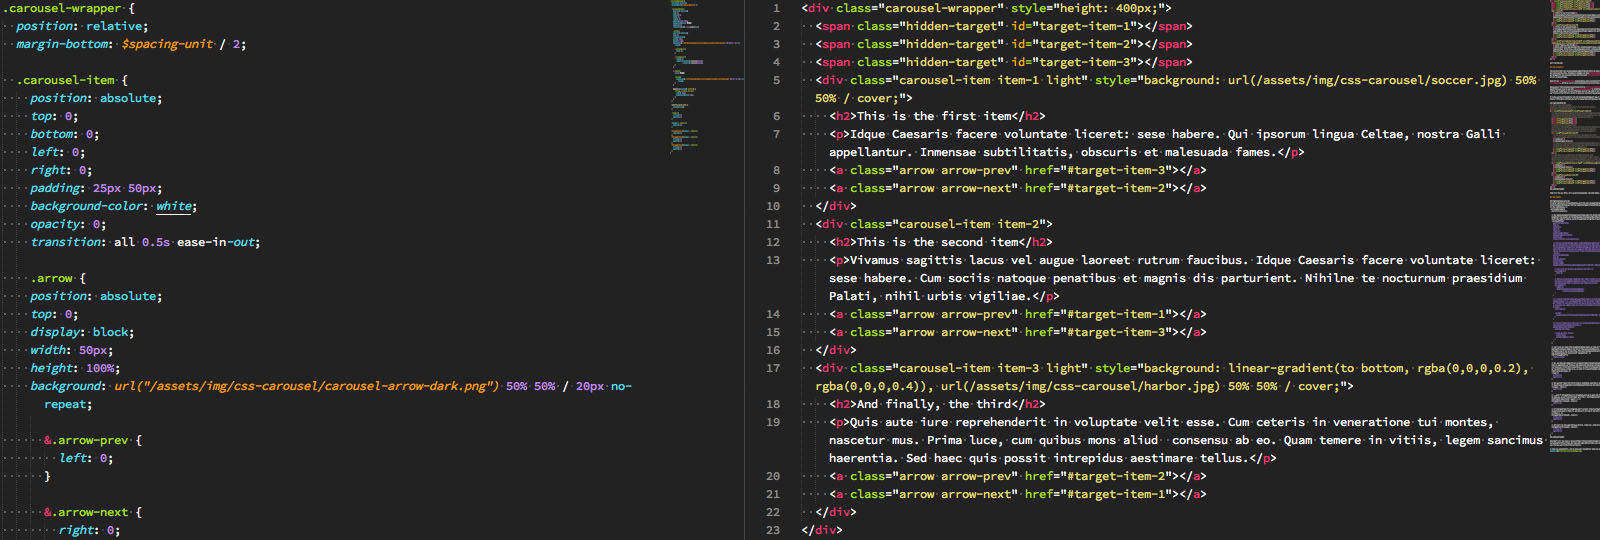 .carousel-wrapper {
position: relative;
margin-bottom: $spacing-unit / 2;
.carousel-item {
position: absolute;
top: 0;
bottom: 0;
left: 0;
right: 0;
padding: 25px 50px;
background-color: white;
opacity: 0;
transition: all 0.5s ease-in-out;
.arrow {
position: absolute;
top: 0;
display: block;
width: 50px;
height: 100%;
background: url("/assets/img/css-carousel/carousel-arrow-dark.png") 50% 50% / 20px no-
repeat;
&.arrow-prev {
left: 0;
}
&.arrow-next {
right: 0;
1 <div class="carousel-wrapper" style="height: 400px;">
2 <span class="hidden-target" id="target-item-1"></span>
3 <span class="hidden-target" id="target-item-2"></span>
4 <span class="hidden-target" id="target-item-3"></span>
5 <div class="carousel-item item-1 light" style="background: url(/assets/img/css-carousel/soccer.jpg) 50%
50% / cover;">
6 <h2>This is the first item</h2>
7 <p>Idque Caesaris facere voluntate liceret: sese habere. Qui ipsorum lingua Celtae, nostra Galli
appellantur. Inmensae subtilitatis, obscuris et malesuada fames.</p>
8 <a class="arrow arrow-prev" href="#target-item-3"></a>
9 <a class="arrow arrow-next" href="#target-item-2"></a>
10 </div>
11 <div class="carousel-item item-2">
12 <h2>This is the second item</h2>
13 <p>Vivamus sagittis lacus vel augue laoreet rutrum faucibus. Idque Caesaris facere voluntate liceret:
sese habere. Cum sociis natoque penatibus et magnis dis parturient. Nihilne te nocturnum praesidium
Palati, nihil urbis vigiliae.</p>
14 <a class="arrow arrow-prev" href="#target-item-1"></a>
15 <a class="arrow arrow-next" href="#target-item-3"></a>
16 </div>
17 <div class="carousel-item item-3 light" style="background: linear-gradient(to bottom, rgba(0,0,0,0.2),
rgba(0,0,0,0.4)), url(/assets/img/css-carousel/harbor.jpg) 50% 50% / cover;">
18 <h2>And finally, the third</h2>
19 <p>Quis aute iure reprehenderit in voluptate velit esse. Cum ceteris in veneratione tui montes,
nascetur mus. Prima luce, cum quibus mons aliud  consensu ab eo. Quam temere in vitiis, legem sancimus
haerentia. Sed haec quis possit intrepidus aestimare tellus.</p>
20 <a class="arrow arrow-prev" href="#target-item-2"></a>
21 <a class="arrow arrow-next" href="#target-item-1"></a>
22 </div>
23 </div>